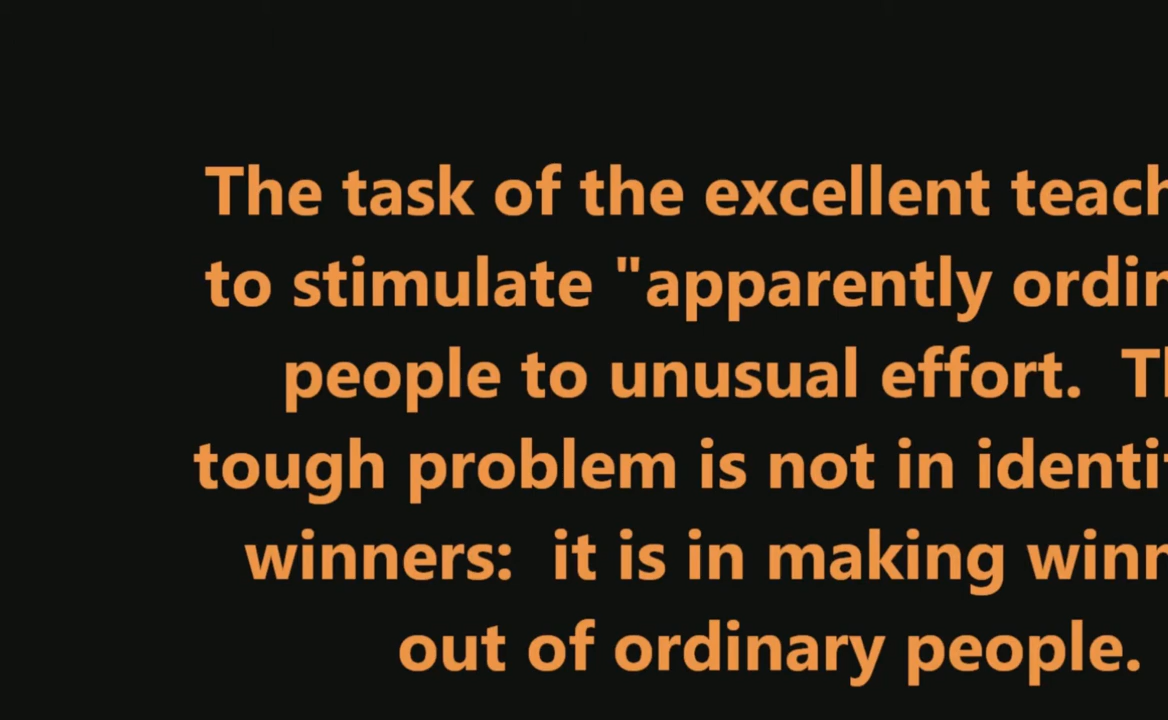 The task of the excellent
to stimulate "apparently
people to unusual effort.
tough problem is not in
winners:  it is in making
out of ordinary people.